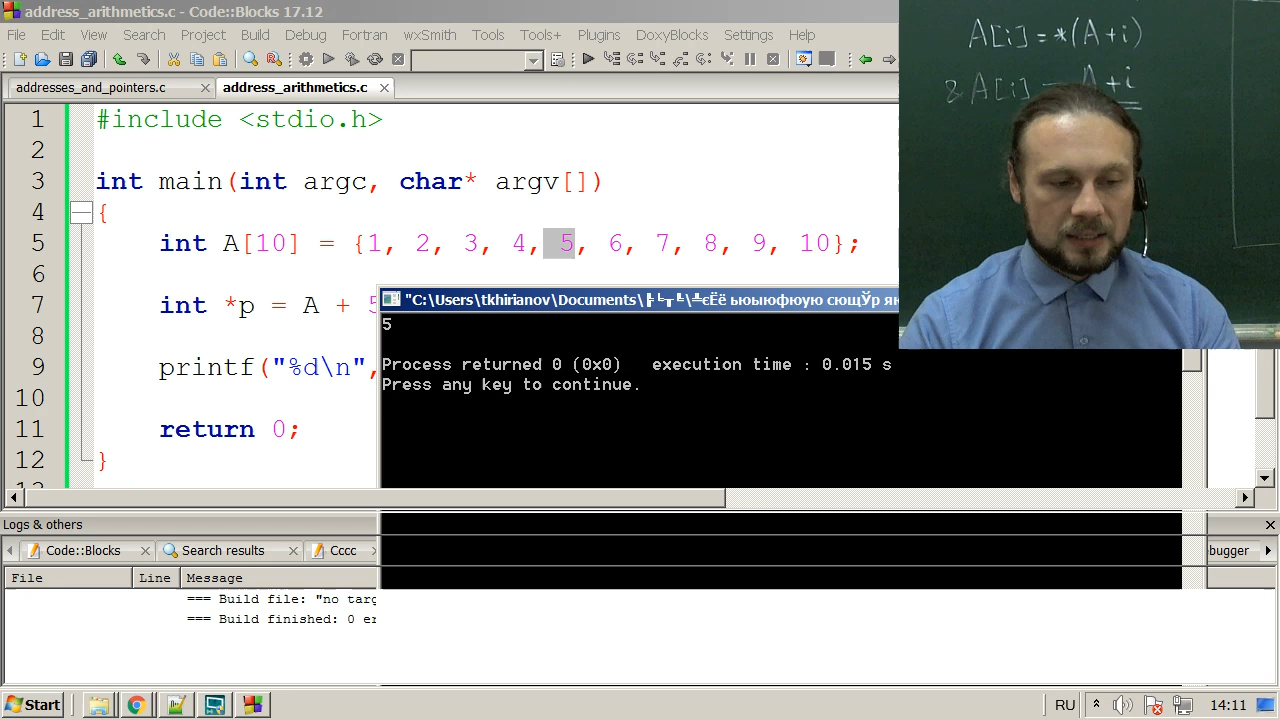 address_arithmetics.c - Code::Blocks 17.12
File Edit View Search Project Build Debug Fortran wxSmith Tools Tools+ Plugins DoxyBlocks Settings Help
addresses_and_pointers.c address_arithmetics.c
1 #include <stdio.h>
2
3 int main(int argc, char* argv[])
4 {
5 int A[10] = {1, 2, 3, 4, 5, 6, 7, 8, 9, 10};
6
7 int *p = A + 5
8
9 printf("%d\n",
10
11 return 0;
12 }
A[i] = *(A+i)
&A[i] — A+i
"C:\Users\tkhirianov\Documents\
5
Process returned 0 (0x0) execution time : 0.015 s
Press any key to continue.
Logs & others
Code::Blocks Search results Cccc bugger
File Line Message
=== Build file: "no targ
=== Build finished: 0 er
Start RU 14:11